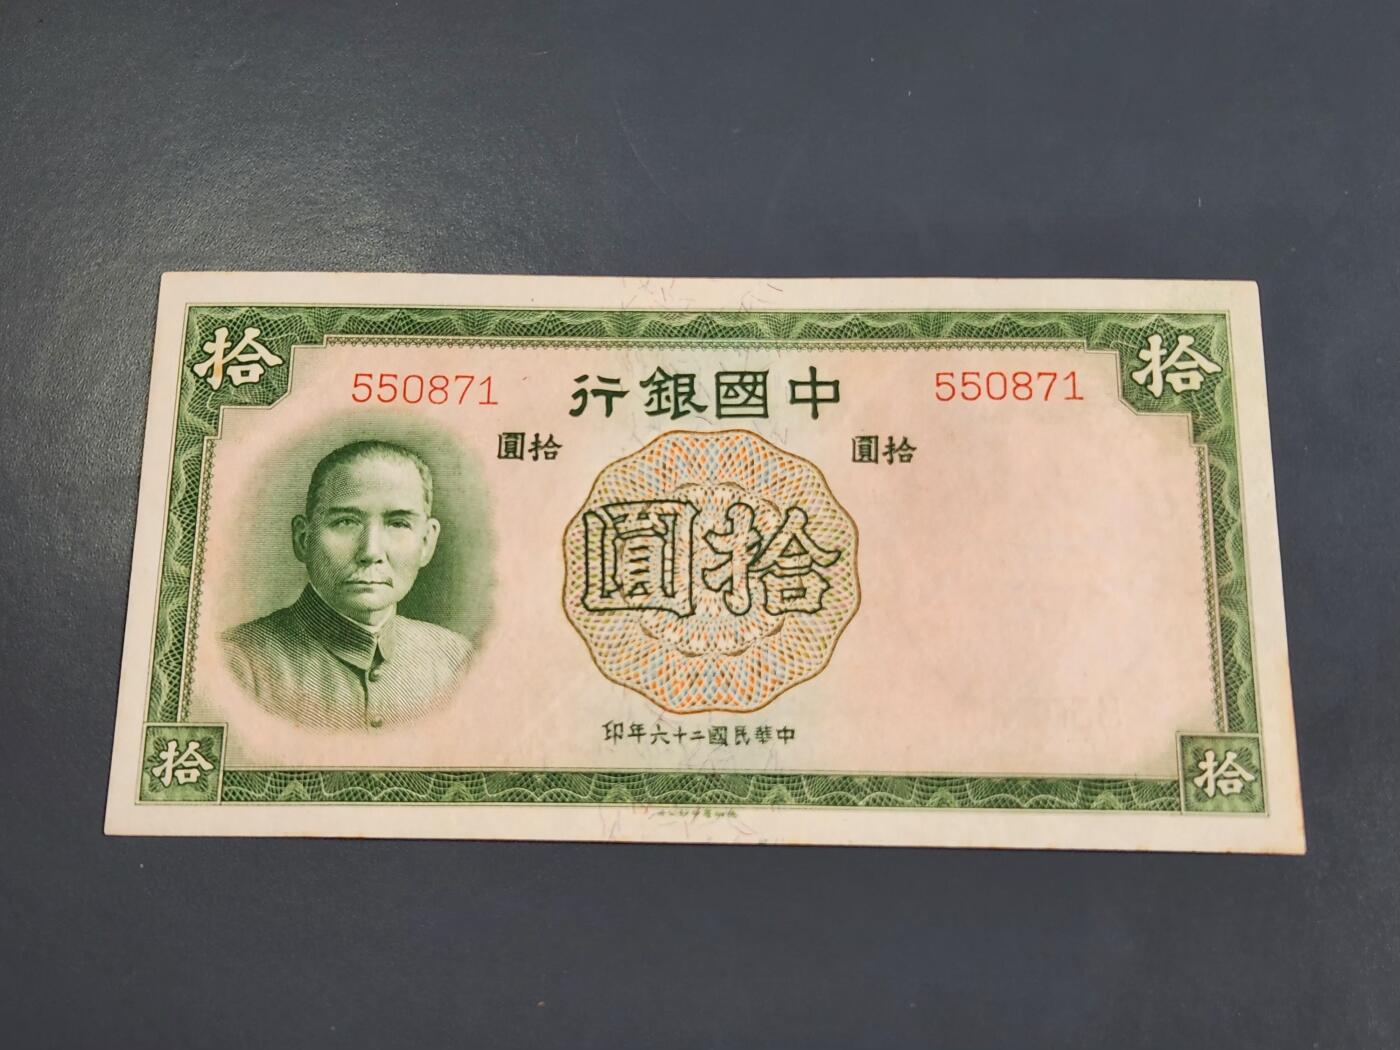 拾 拾
550871 中國銀行 550871
拾圓 拾圓
拾圓
中華民國二十六年印
拾 拾